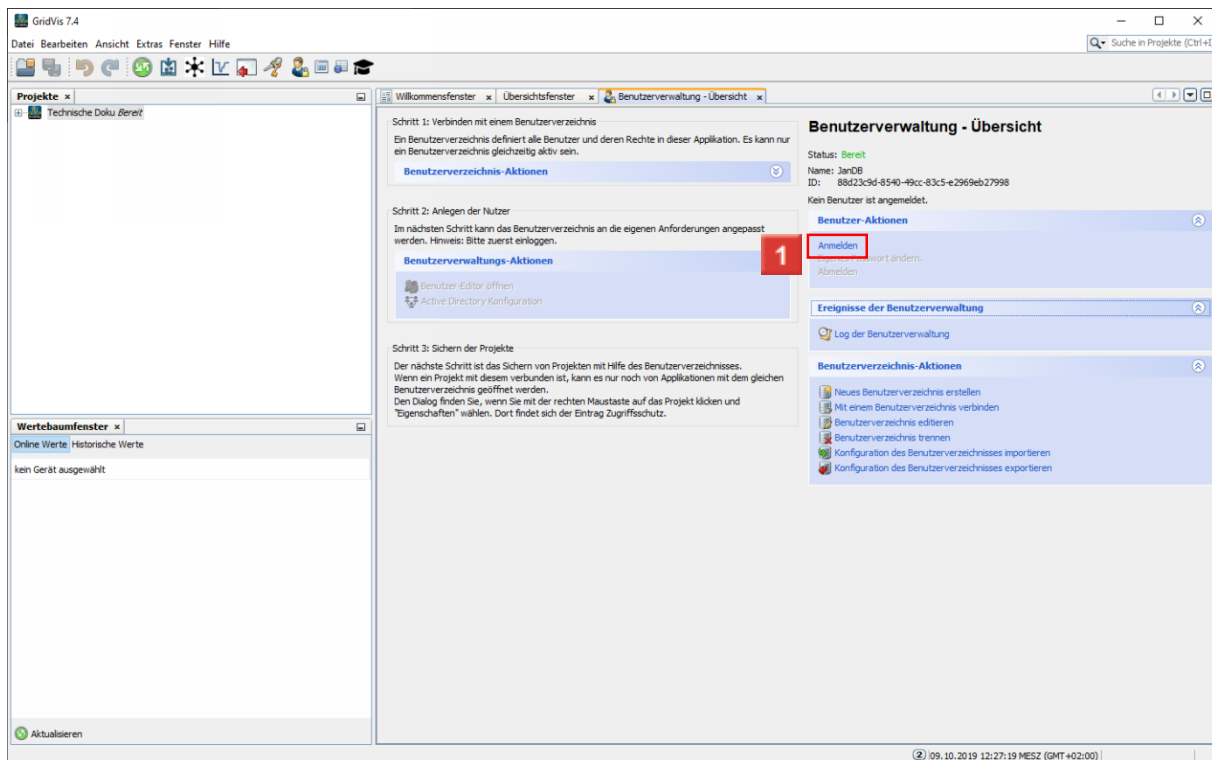 GridVis 7.4
Datei Bearbeiten Ansicht Extras Fenster Hilfe
Suche in Projekte (Ctrl+I
Projekte
Technische Doku Bereit
Wertebaumfenster
Online Werte Historische Werte
kein Gerät ausgewählt
Aktualisieren
Willkommensfenster Übersichtsfenster Benutzerverwaltung - Übersicht
Schritt 1: Verbinden mit einem Benutzerverzeichnis
Ein Benutzerverzeichnis definiert alle Benutzer und deren Rechte in dieser Applikation. Es kann nur
ein Benutzerverzeichnis gleichzeitig aktiv sein.
Benutzerverzeichnis-Aktionen
Schritt 2: Anlegen der Nutzer
Im nächsten Schritt kann das Benutzerverzeichnis an die eigenen Anforderungen angepasst
werden. Hinweis: Bitte zuerst einloggen.
Benutzerverwaltungs-Aktionen
Benutzer-Editor öffnen
Active Directory Konfiguration
Schritt 3: Sichern der Projekte
Der nächste Schritt ist das Sichern von Projekten mit Hilfe des Benutzerverzeichnisses.
Wenn ein Projekt mit diesem verbunden ist, kann es nur noch von Applikationen mit dem gleichen
Benutzerverzeichnis geöffnet werden.
Den Dialog finden Sie, wenn Sie mit der rechten Maustaste auf das Projekt klicken und
"Eigenschaften" wählen. Dort findet sich der Eintrag Zugriffschutz.
Benutzerverwaltung - Übersicht
Status: Bereit
Name: JanDB
ID: 88d23c9d-8540-49cc-83c5-e2969eb27998
Kein Benutzer ist angemeldet.
Benutzer-Aktionen
1
Anmelden
Eigenes Passwort ändern.
Abmelden
Ereignisse der Benutzerverwaltung
Log der Benutzerverwaltung
Benutzerverzeichnis-Aktionen
Neues Benutzerverzeichnis erstellen
Mit einem Benutzerverzeichnis verbinden
Benutzerverzeichnis editieren
Benutzerverzeichnis trennen
Konfiguration des Benutzerverzeichnisses importieren
Konfiguration des Benutzerverzeichnisses exportieren
2 09.10.2019 12:27:19 MESZ (GMT+02:00)